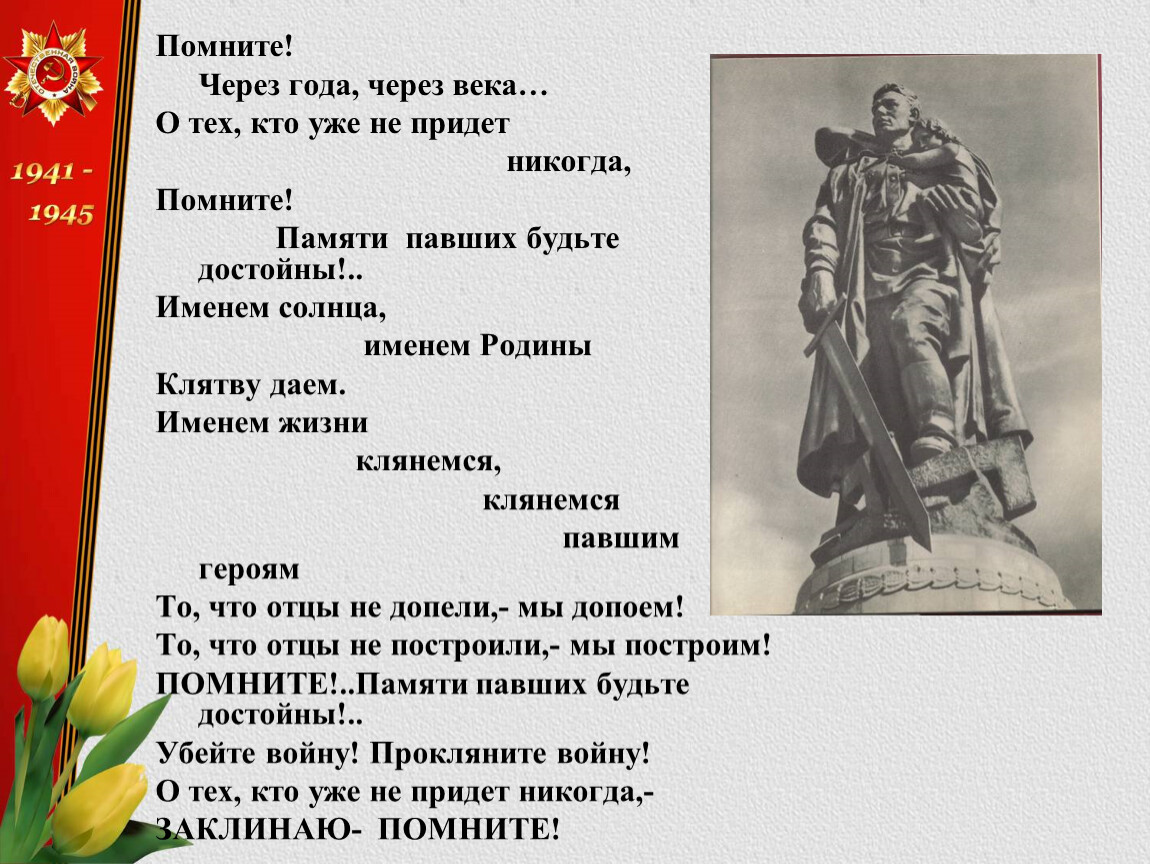 1941 -
1945
Помните!
Через года, через века…
О тех, кто уже не придет
никогда,
Помните!
Памяти павших будьте
достойны!..
Именем солнца,
именем Родины
Клятву даем.
Именем жизни
клянемся,
клянемся
павшим
героям
То, что отцы не допели,- мы допоем!
То, что отцы не построили,- мы построим!
ПОМНИТЕ!..Памяти павших будьте
достойны!..
Убейте войну! Прокляните войну!
О тех, кто уже не придет никогда,-
ЗАКЛИНАЮ- ПОМНИТЕ!
ОТЕЧЕСТВЕННАЯ ВОЙНА